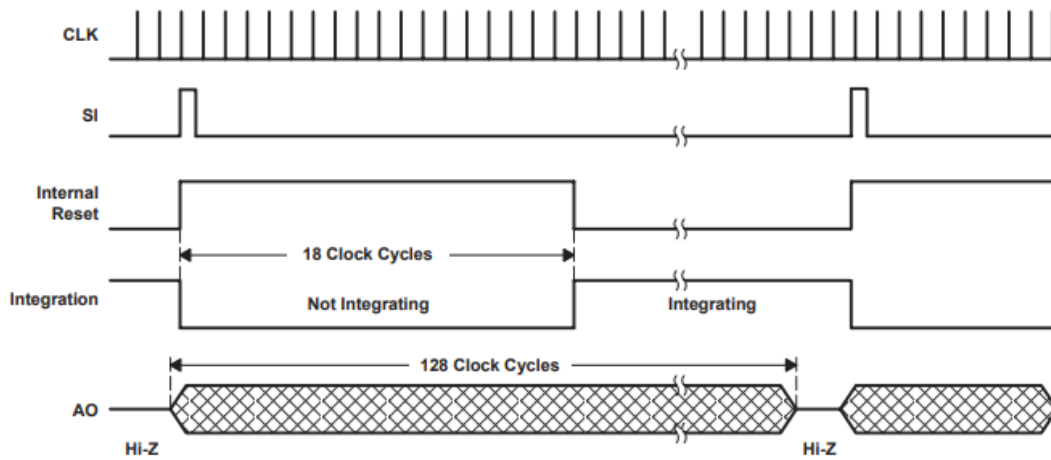 CLK
SI
Internal
Reset
18 Clock Cycles
Integration
Not Integrating
Integrating
128 Clock Cycles
AO
Hi-Z
Hi-Z